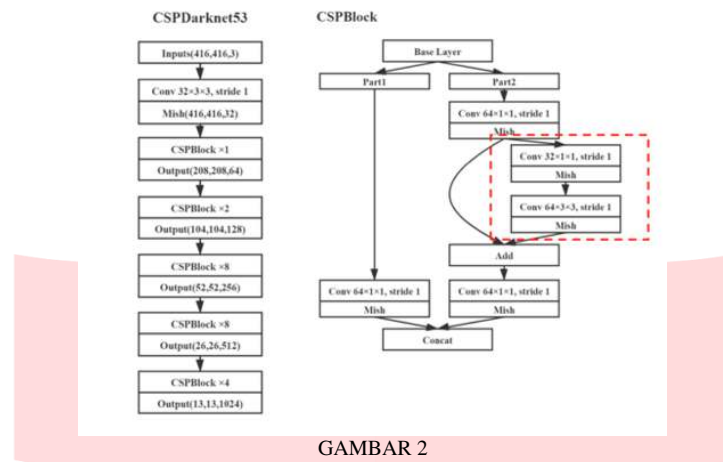 CSPDarknet53
Inputs(416,416,3)
Conv 32×3×3, stride 1
Mish(416,416,32)
CSPBlock ×1
Output(208,208,64)
CSPBlock ×2
Output(104,104,128)
CSPBlock ×8
Output(52,52,256)
CSPBlock ×8
Output(26,26,512)
CSPBlock ×4
Output(13,13,1024)
CSPBlock
Base Layer
Part1
Part2
Conv 64×1×1, stride 1
Mish
Conv 32×1×1, stride 1
Mish
Conv 64×3×3, stride 1
Mish
Add
Conv 64×1×1, stride 1
Mish
Conv 64×1×1, stride 1
Mish
Concat
GAMBAR 2